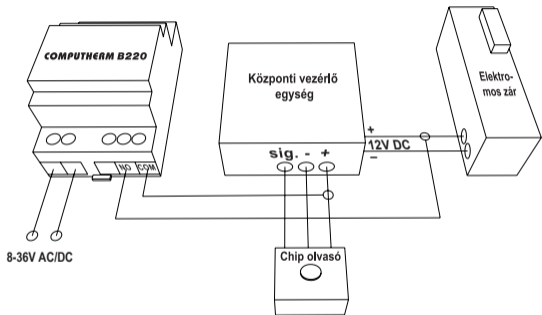 COMPUTHERM B220
Központi vezérlő
egység
Elektro-
mos zár
+
12V DC
–
sig. - +
NO COM
8-36V AC/DC
Chip olvasó